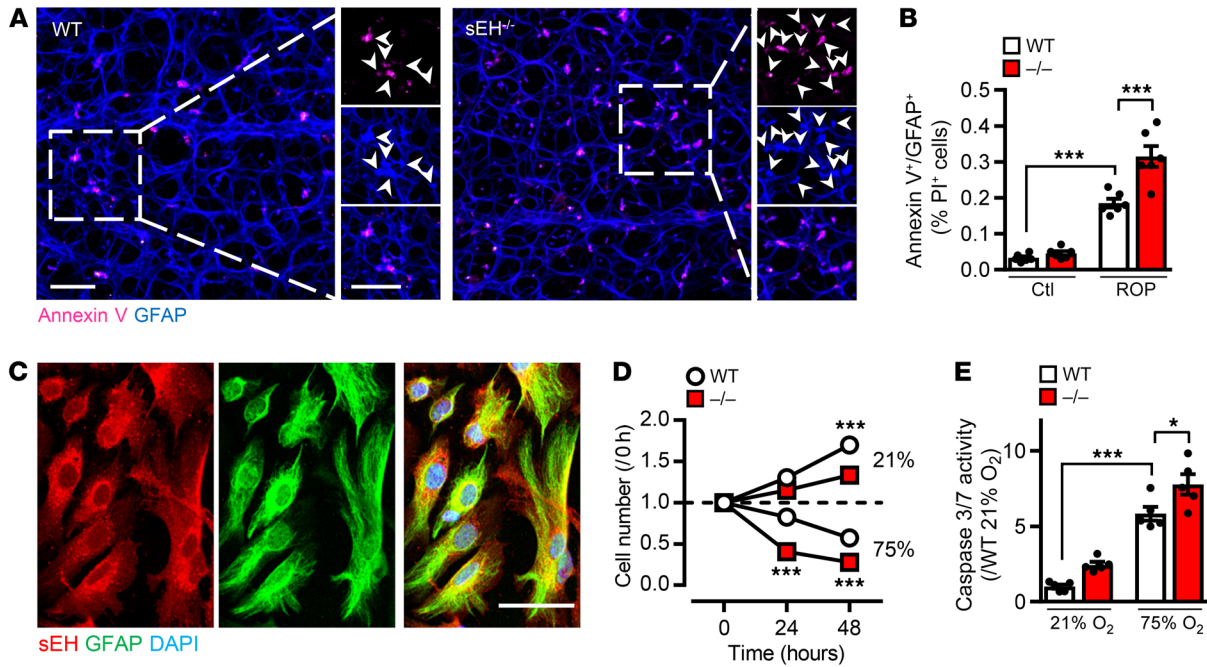 A
WT
sEH-/-
Annexin V GFAP
B
WT
–/–
Annexin V+/GFAP+
(% PI+ cells)
0.5
0.4
0.3
0.2
0.1
0.0
***
***
Ctl
ROP
C
sEH GFAP DAPI
D
WT
–/–
Cell number (/0 h)
2.0
1.5
1.0
0.5
0.0
***
21%
75%
***
***
0
24
48
Time (hours)
E
WT
–/–
Caspase 3/7 activity
(/WT 21% O2)
10
5
0
***
*
21% O2
75% O2